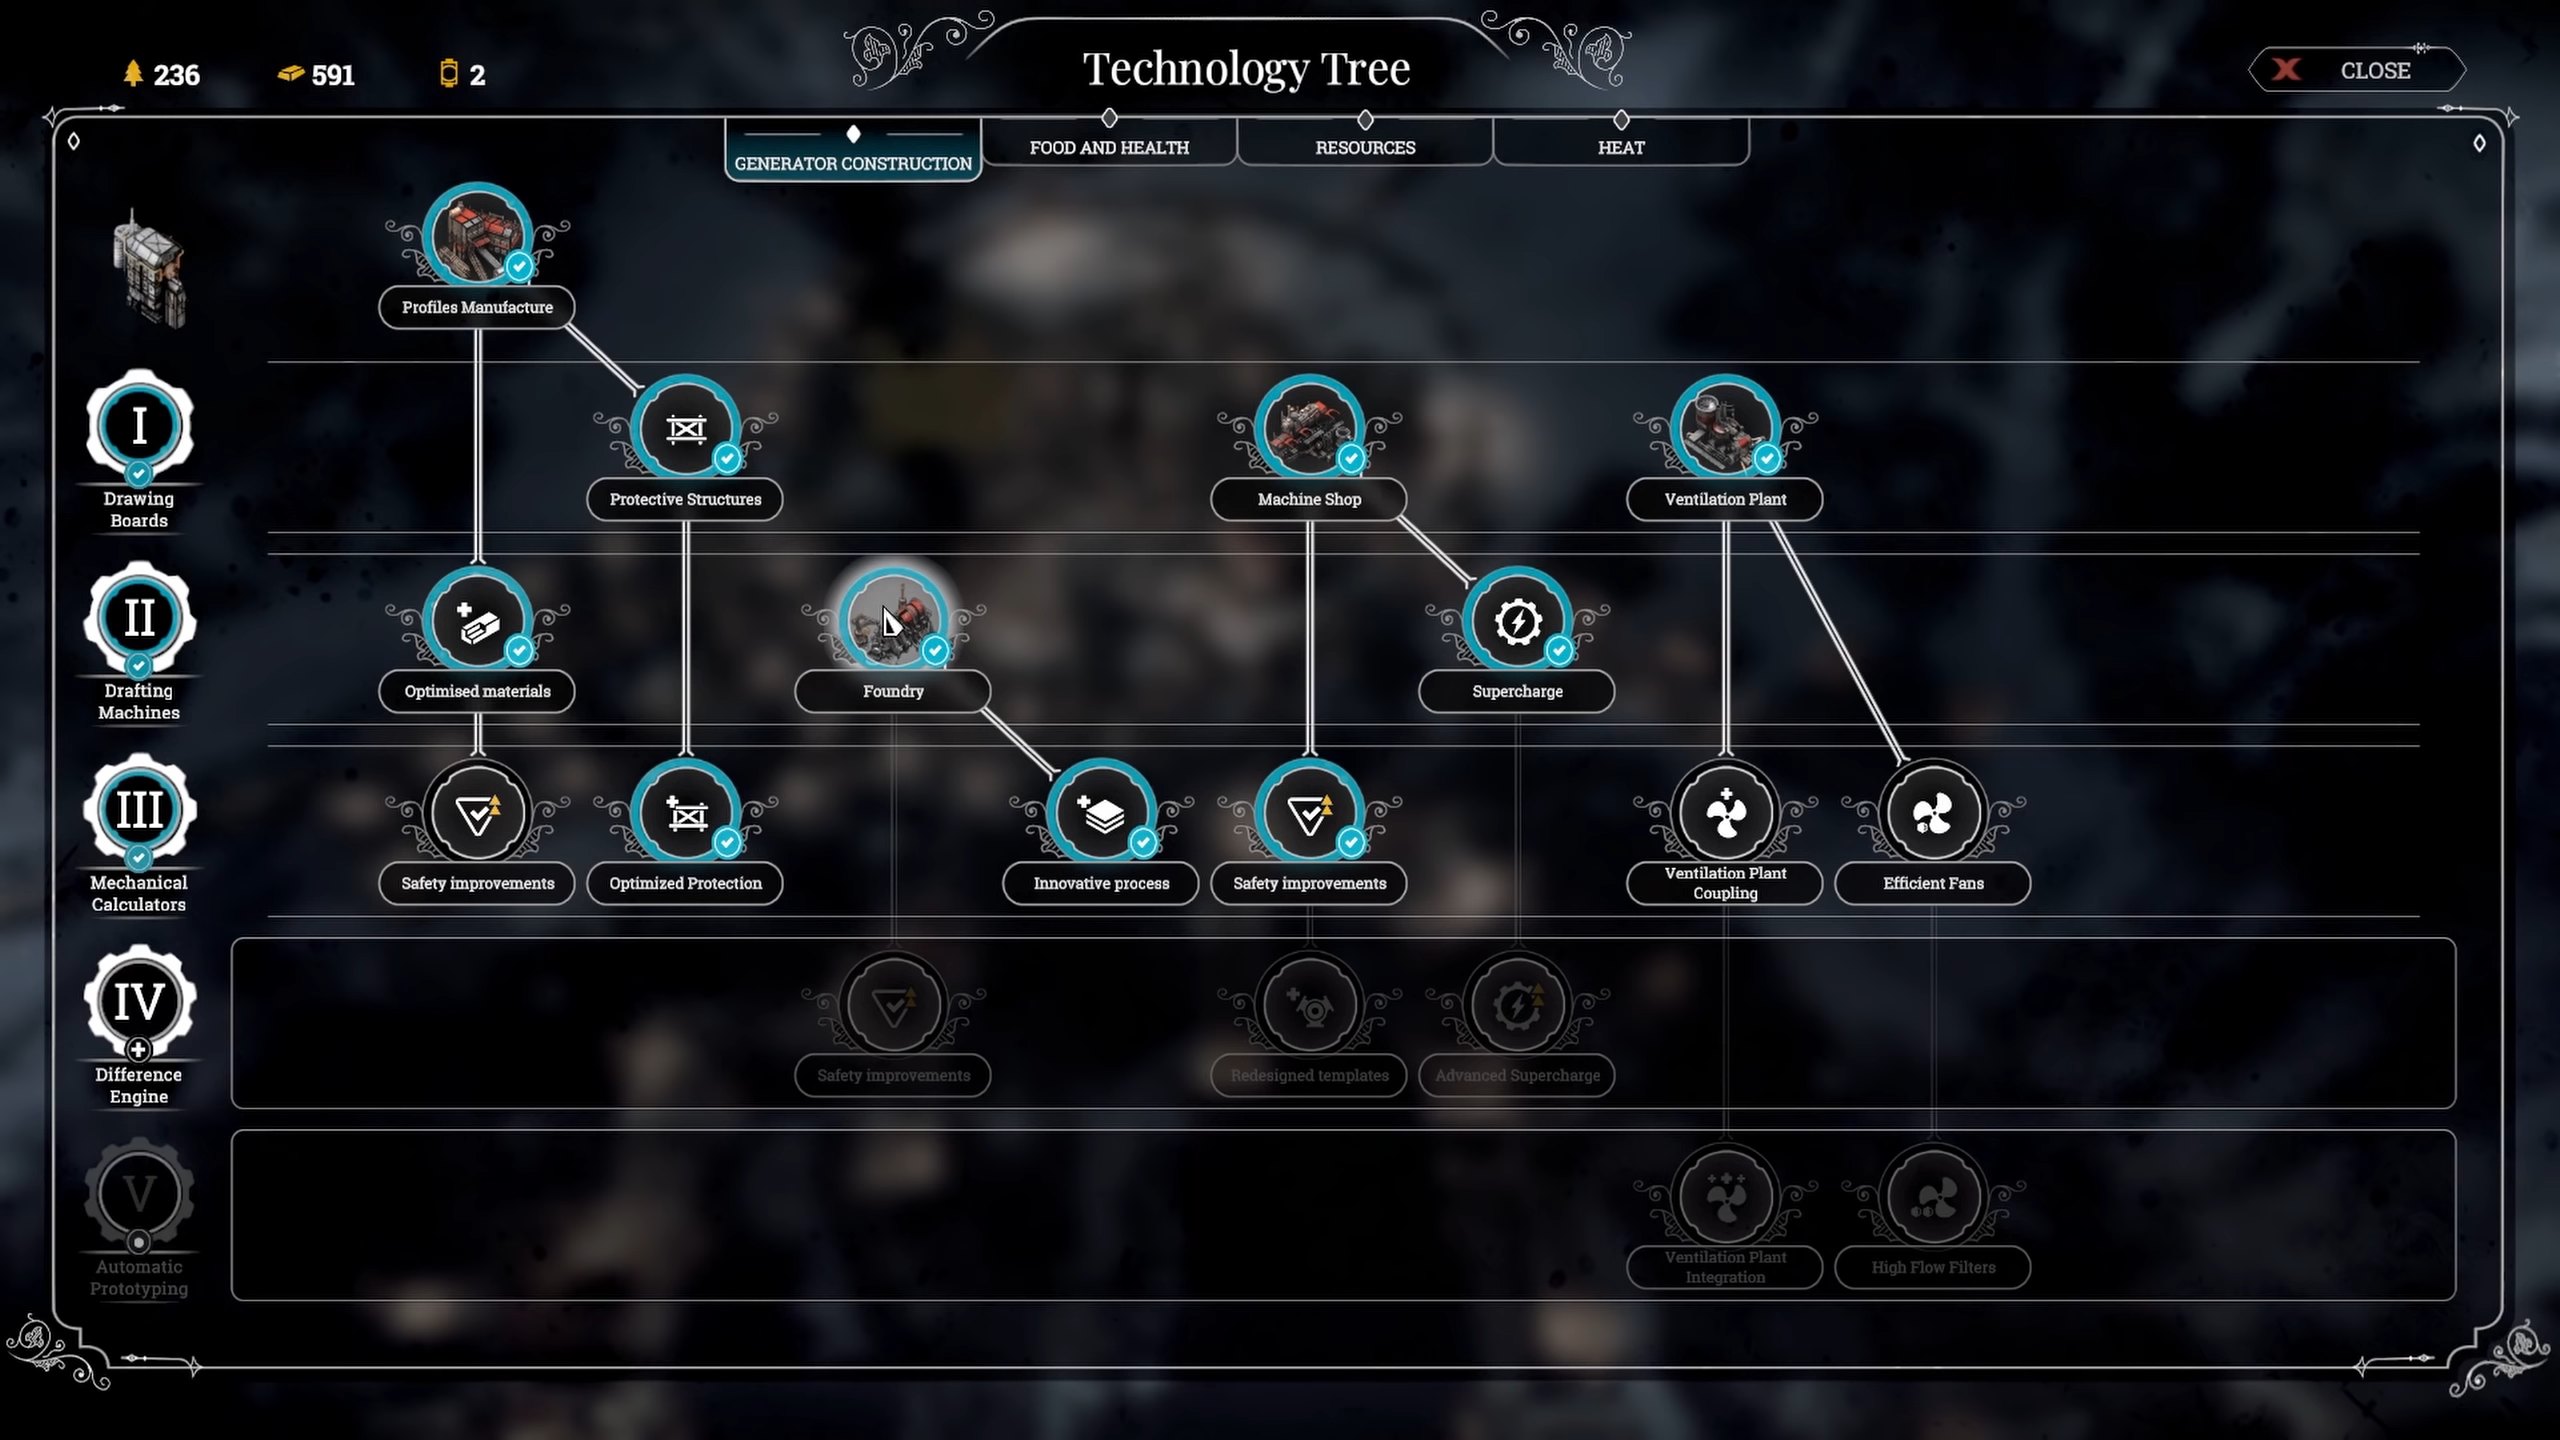 236 591 2
Technology Tree
CLOSE
GENERATOR CONSTRUCTION
FOOD AND HEALTH
RESOURCES
HEAT
Profiles Manufacture
I
Drawing
Boards
Protective Structures
Machine Shop
Ventilation Plant
II
Drafting
Machines
Optimised materials
Foundry
Supercharge
III
Mechanical
Calculators
Safety improvements
Optimized Protection
Innovative process
Safety improvements
Ventilation Plant
Coupling
Efficient Fans
IV
Difference
Engine
Safety improvements
Redesigned templates
Advanced Supercharge
V
Automatic
Prototyping
Ventilation Plant
Integration
High Flow Filters